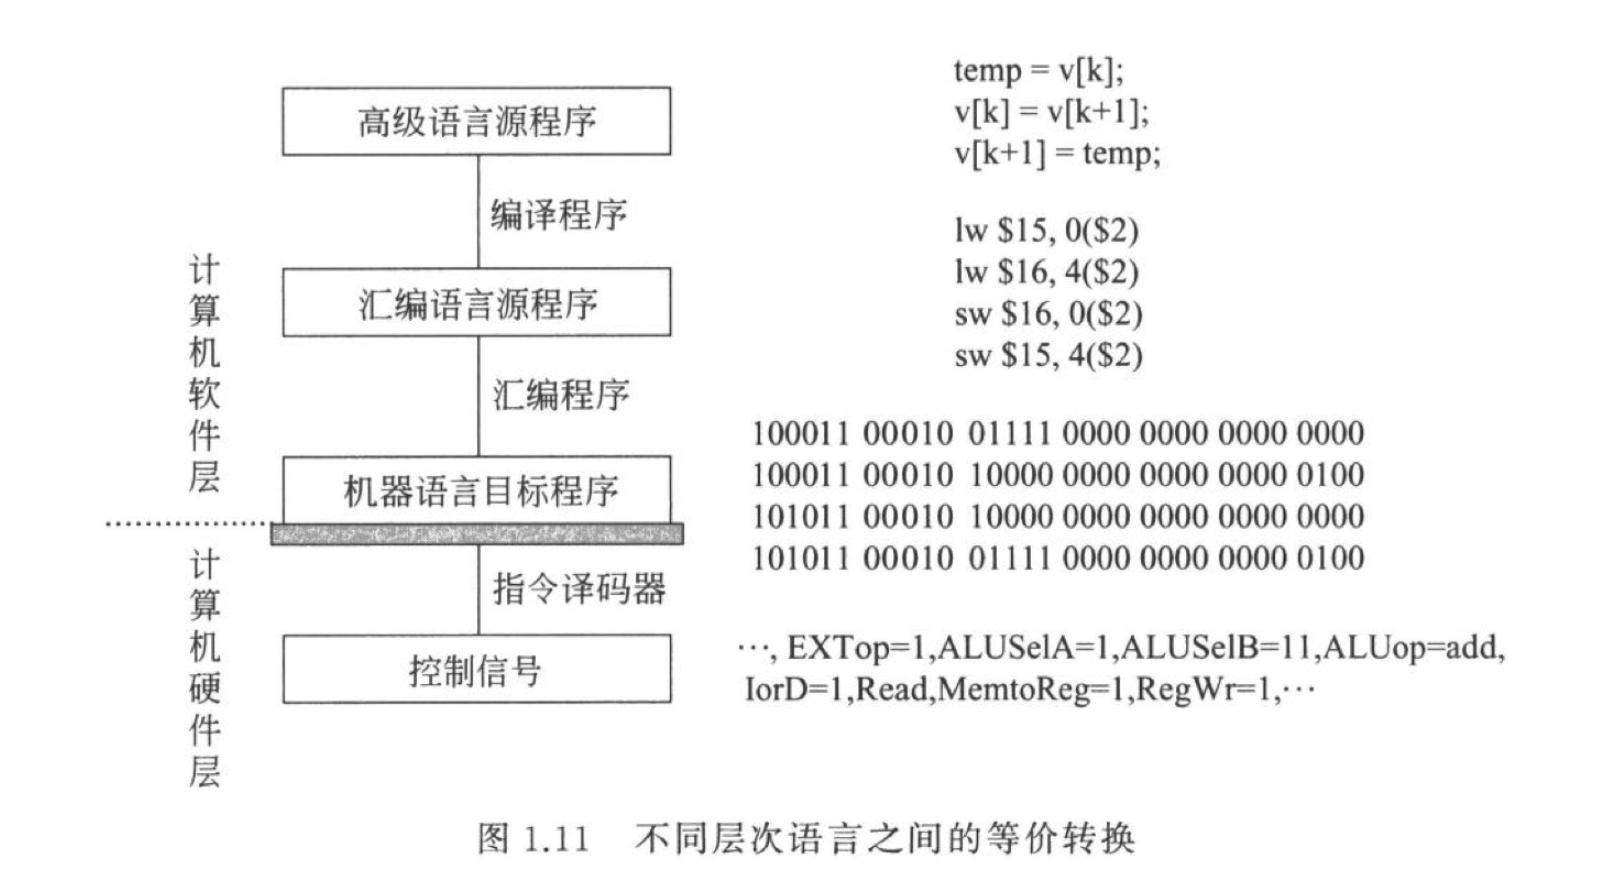 高级语言源程序
编译程序
汇编语言源程序
汇编程序
机器语言目标程序
指令译码器
控制信号
计算机软件层
计算机硬件层
temp = v[k];
v[k] = v[k+1];
v[k+1] = temp;
lw $15, 0($2)
lw $16, 4($2)
sw $16, 0($2)
sw $15, 4($2)
100011 00010 01111 0000 0000 0000 0000
100011 00010 10000 0000 0000 0000 0100
101011 00010 10000 0000 0000 0000 0000
101011 00010 01111 0000 0000 0000 0100
…, EXTop=1,ALUSelA=1,ALUSelB=11,ALUop=add,
IorD=1,Read,MemtoReg=1,RegWr=1,…
图 1.11 不同层次语言之间的等价转换